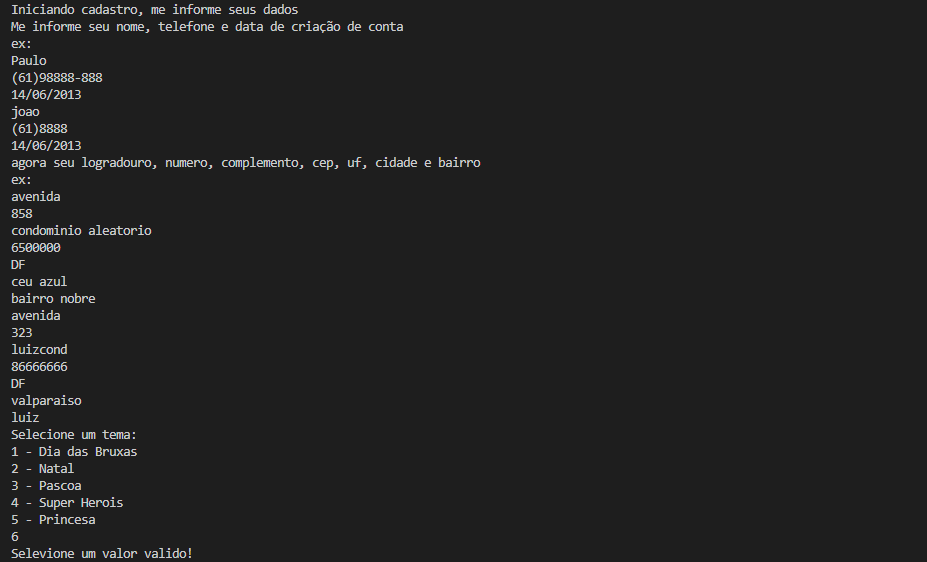 Iniciando cadastro, me informe seus dados
Me informe seu nome, telefone e data de criação de conta
ex:
Paulo
(61)98888-888
14/06/2013
joao
(61)8888
14/06/2013
agora seu logradouro, numero, complemento, cep, uf, cidade e bairro
ex:
avenida
858
condominio aleatorio
6500000
DF
ceu azul
bairro nobre
avenida
323
luizcond
86666666
DF
valparaiso
luiz
Selecione um tema:
1 - Dia das Bruxas
2 - Natal
3 - Pascoa
4 - Super Herois
5 - Princesa
6
Selevione um valor valido!